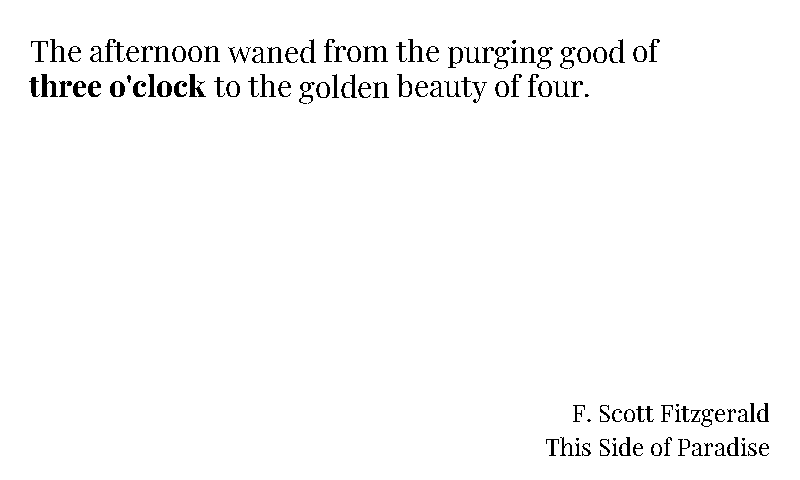 The afternoon waned from the purging good of
three o'clock to the golden beauty of four.
F. Scott Fitzgerald
This Side of Paradise